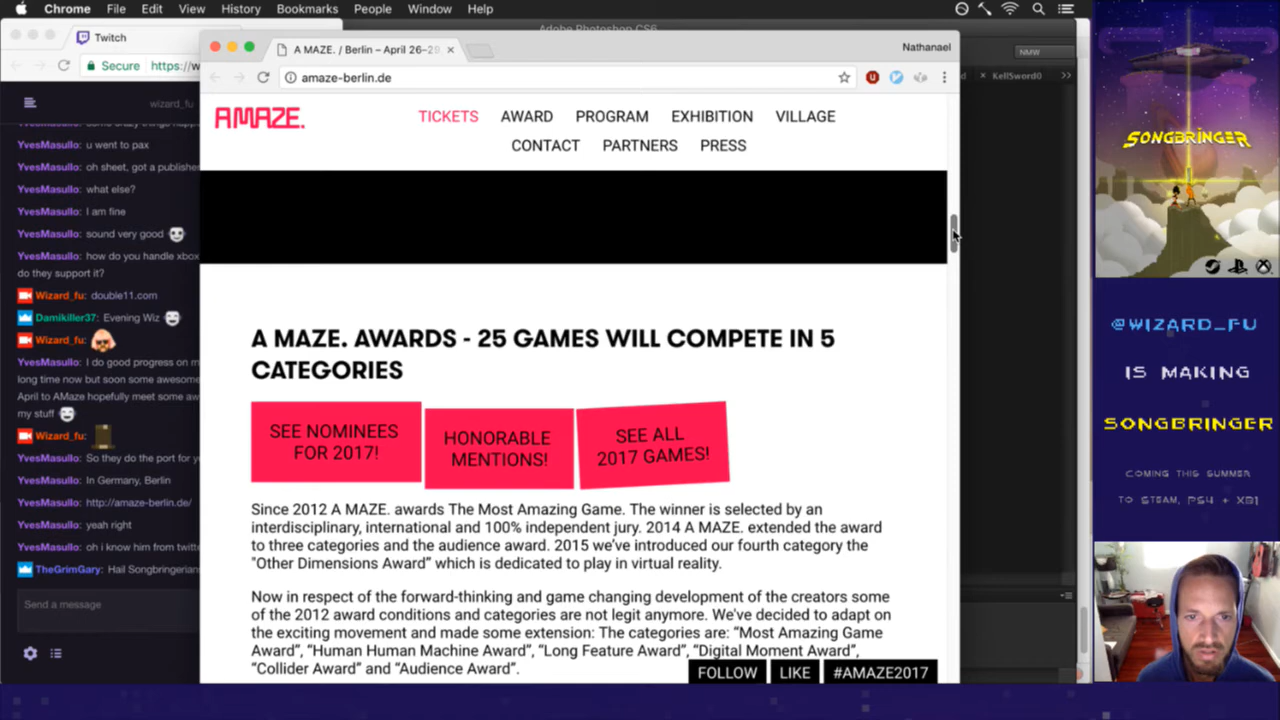 Chrome File Edit View History Bookmarks People Window Help
Adobe Photoshop CS6
Twitch
A MAZE. / Berlin – April 26–29
Nathanael
NMW
Secure https://w
amaze-berlin.de
KellSword0
wizard_fu
YvesMasullo: u went to pax
YvesMasullo: oh sheet, got a publisher
YvesMasullo: what else?
YvesMasullo: I am fine
YvesMasullo: sound very good
YvesMasullo: how do you handle xbox
do they support it?
Wizard_fu: double11.com
Damikiller37: Evening Wiz
Wizard_fu:
YvesMasullo: I do good progress on m
long time now but soon some awesome
April to AMaze hopefully meet some aw
my stuff
Wizard_fu:
YvesMasullo: So they do the port for y
YvesMasullo: In Germany, Berlin
YvesMasullo: http://amaze-berlin.de/
YvesMasullo: yeah right
YvesMasullo: oh i know him from twitt
TheGrimGary: Hail Songbringerian
Send a message
A MAZE.
TICKETS AWARD PROGRAM EXHIBITION VILLAGE
CONTACT PARTNERS PRESS
A MAZE. AWARDS - 25 GAMES WILL COMPETE IN 5
CATEGORIES
SEE NOMINEES
FOR 2017!
HONORABLE
MENTIONS!
SEE ALL
2017 GAMES!
Since 2012 A MAZE. awards The Most Amazing Game. The winner is selected by an
interdisciplinary, international and 100% independent jury. 2014 A MAZE. extended the award
to three categories and the audience award. 2015 we've introduced our fourth category the
"Other Dimensions Award" which is dedicated to play in virtual reality.
Now in respect of the forward-thinking and game changing development of the creators some
of the 2012 award conditions and categories are not legit anymore. We've decided to adapt on
the exciting movement and made some extension: The categories are: “Most Amazing Game
Award”, “Human Human Machine Award”, “Long Feature Award”, “Digital Moment Award”,
“Collider Award” and “Audience Award”.
FOLLOW LIKE #AMAZE2017
SONGBRINGER
@WIZARD_FU
IS MAKING
SONGBRINGER
COMING THIS SUMMER
TO STEAM, PS4 + XB1